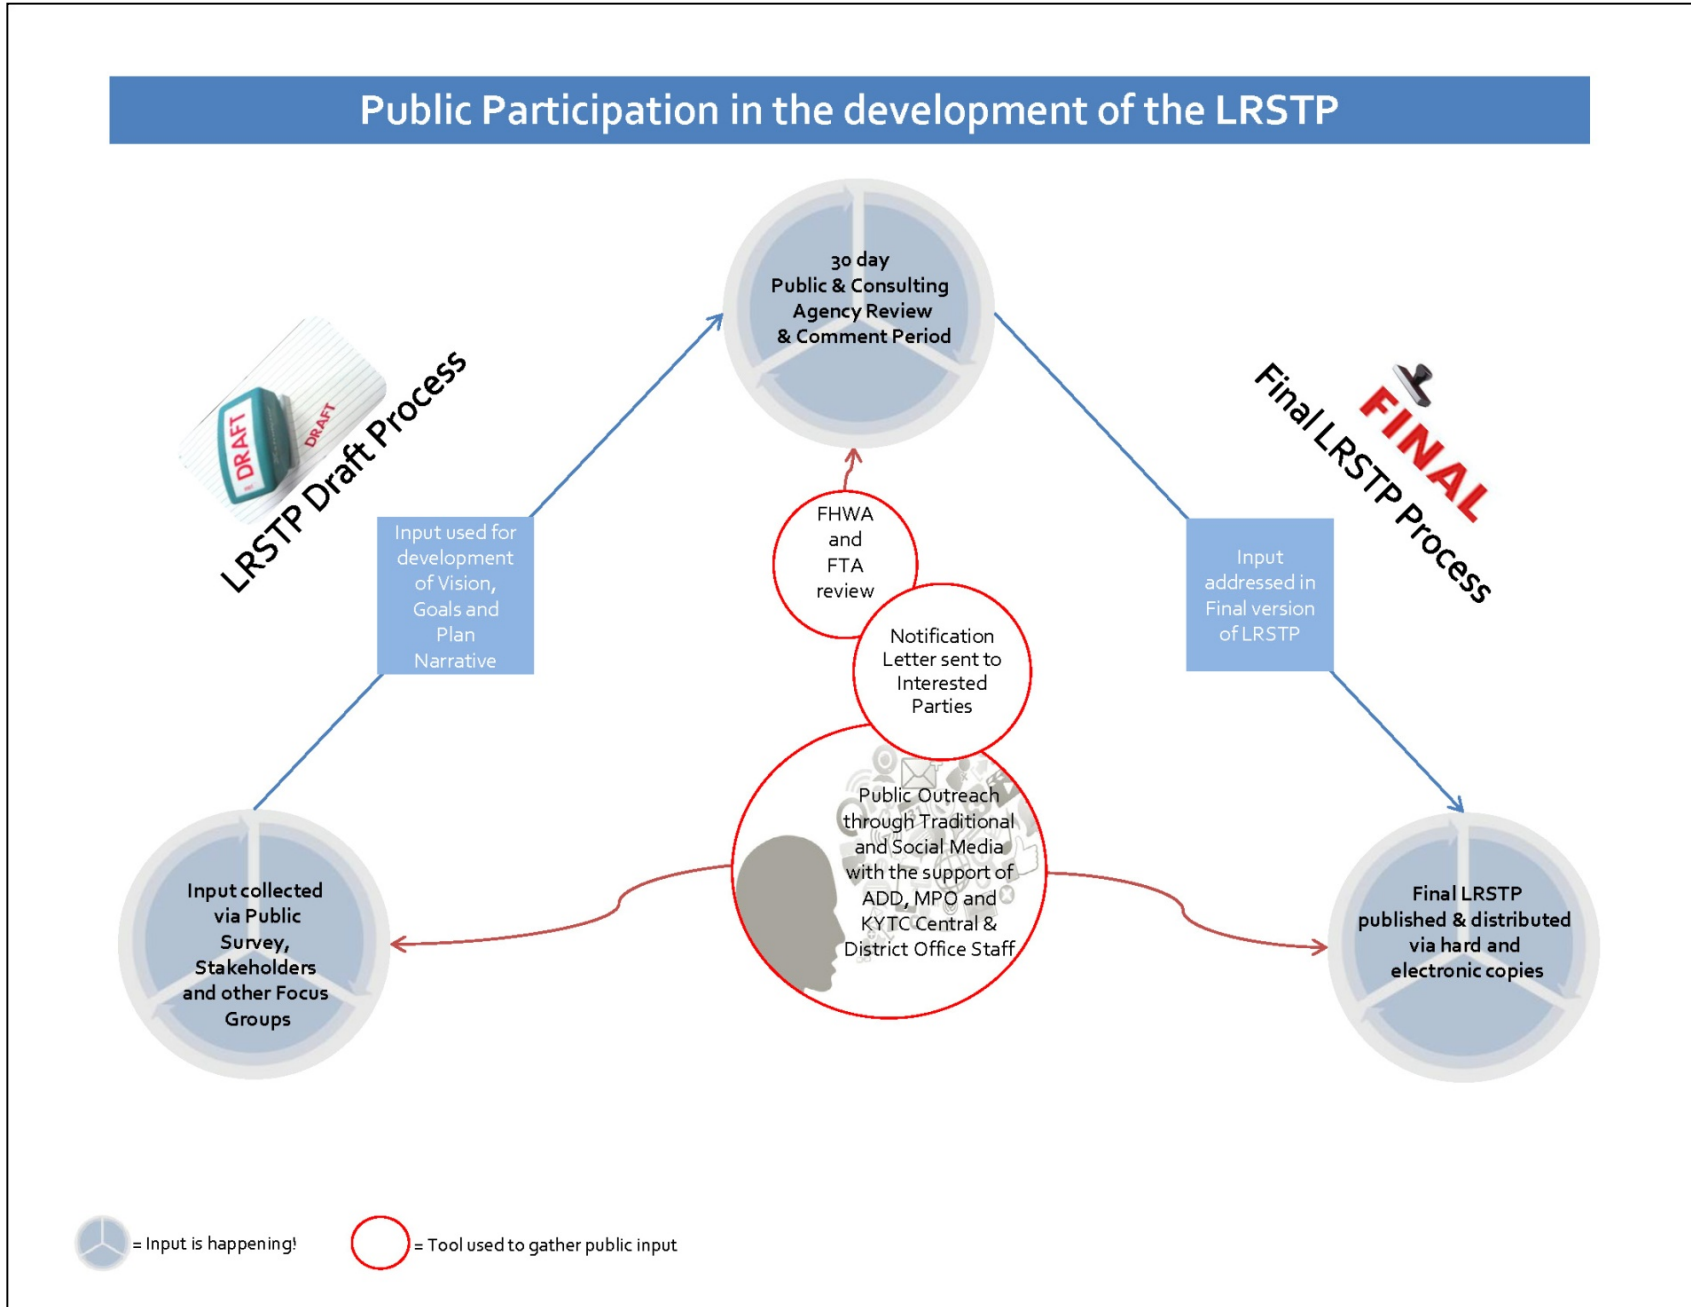 Public Participation in the development of the LRSTP
30 day
Public & Consulting
Agency Review
& Comment Period
DRAFT
DRAFT
LRSTP Draft Process
FINAL
Final LRSTP Process
Input used for
development
of Vision,
Goals and
Plan
Narrative
FHWA
and
FTA
review
Input
addressed in
Final version
of LRSTP
Notification
Letter sent to
Interested
Parties
Public Outreach
through Traditional
and Social Media
with the support of
ADD, MPO and
KYTC Central &
District Office Staff
Input collected
via Public
Survey,
Stakeholders
and other Focus
Groups
Final LRSTP
published & distributed
via hard and
electronic copies
= Input is happening!
= Tool used to gather public input